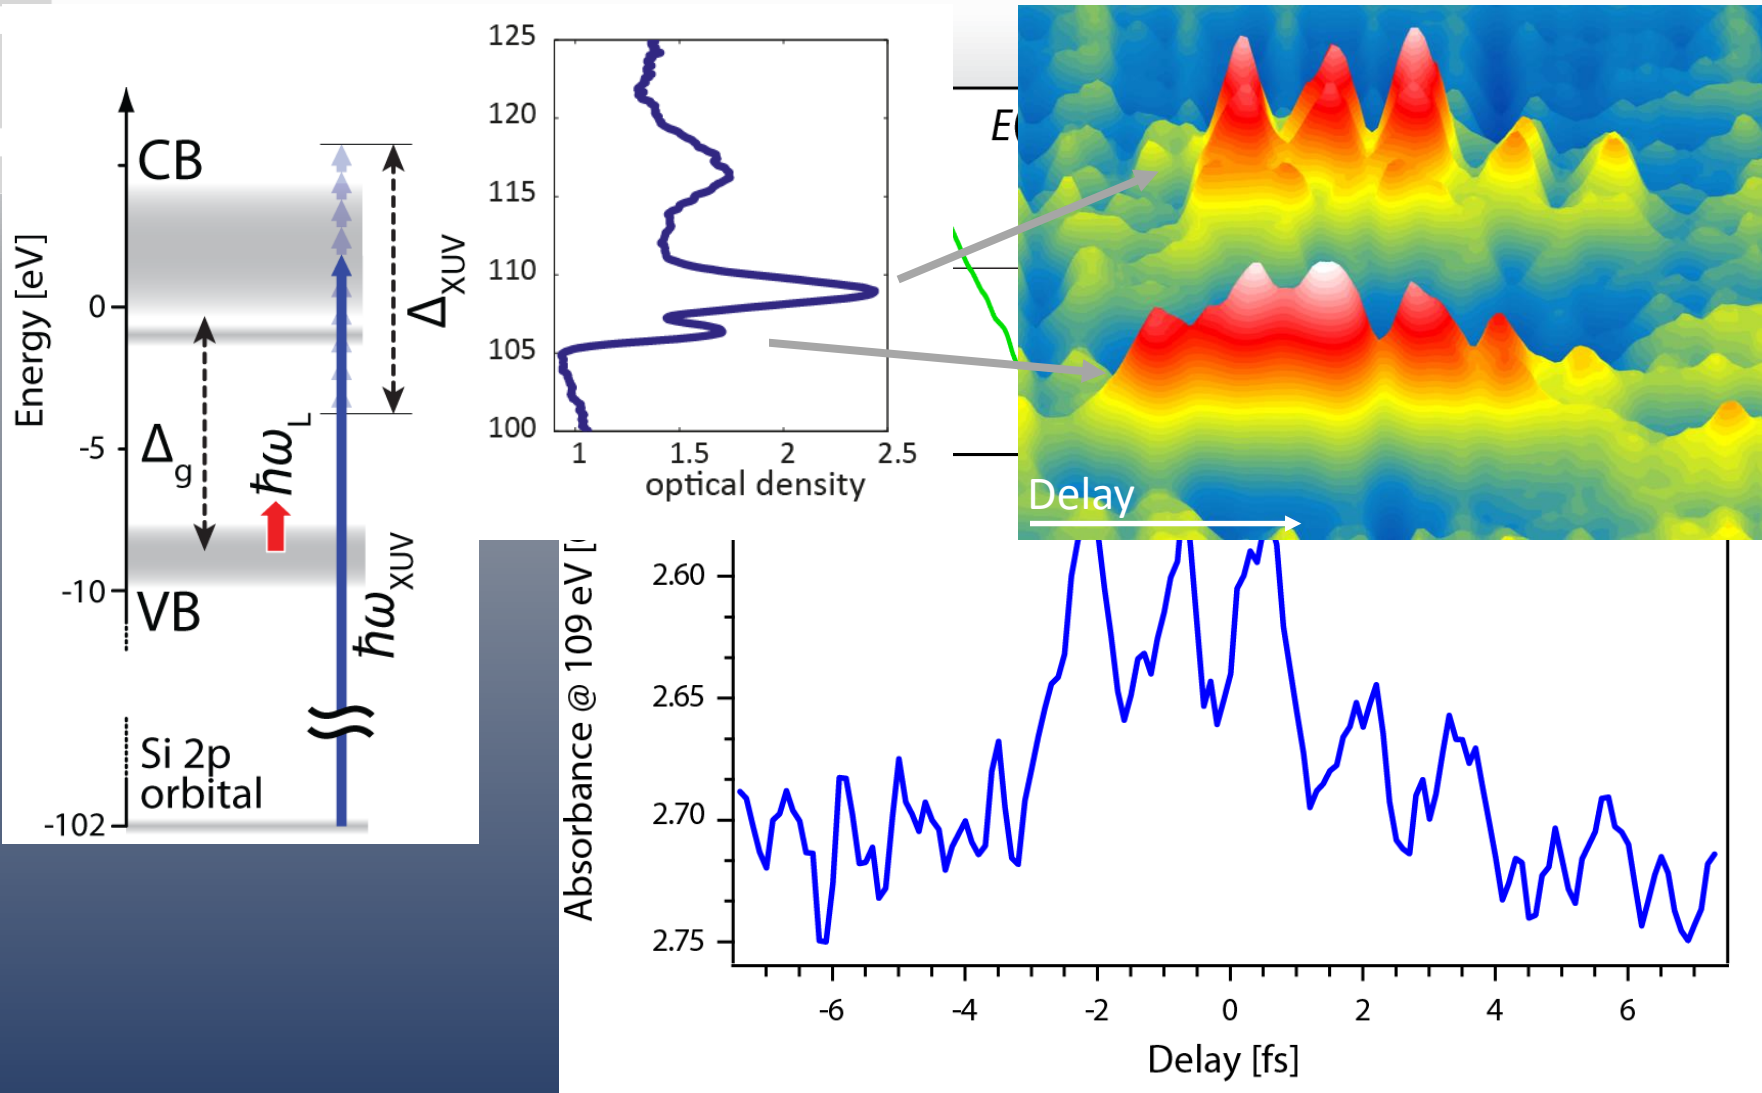 CB
Energy [eV]
0
-5
-10
Δg
ħωL
ΔXUV
ħωXUV
VB
Si 2p
orbital
-102
125
120
115
110
105
100
1
1.5
2
2.5
optical density
E(
Delay
Absorbance @ 109 eV [
2.60
2.65
2.70
2.75
-6
-4
-2
0
2
4
6
Delay [fs]